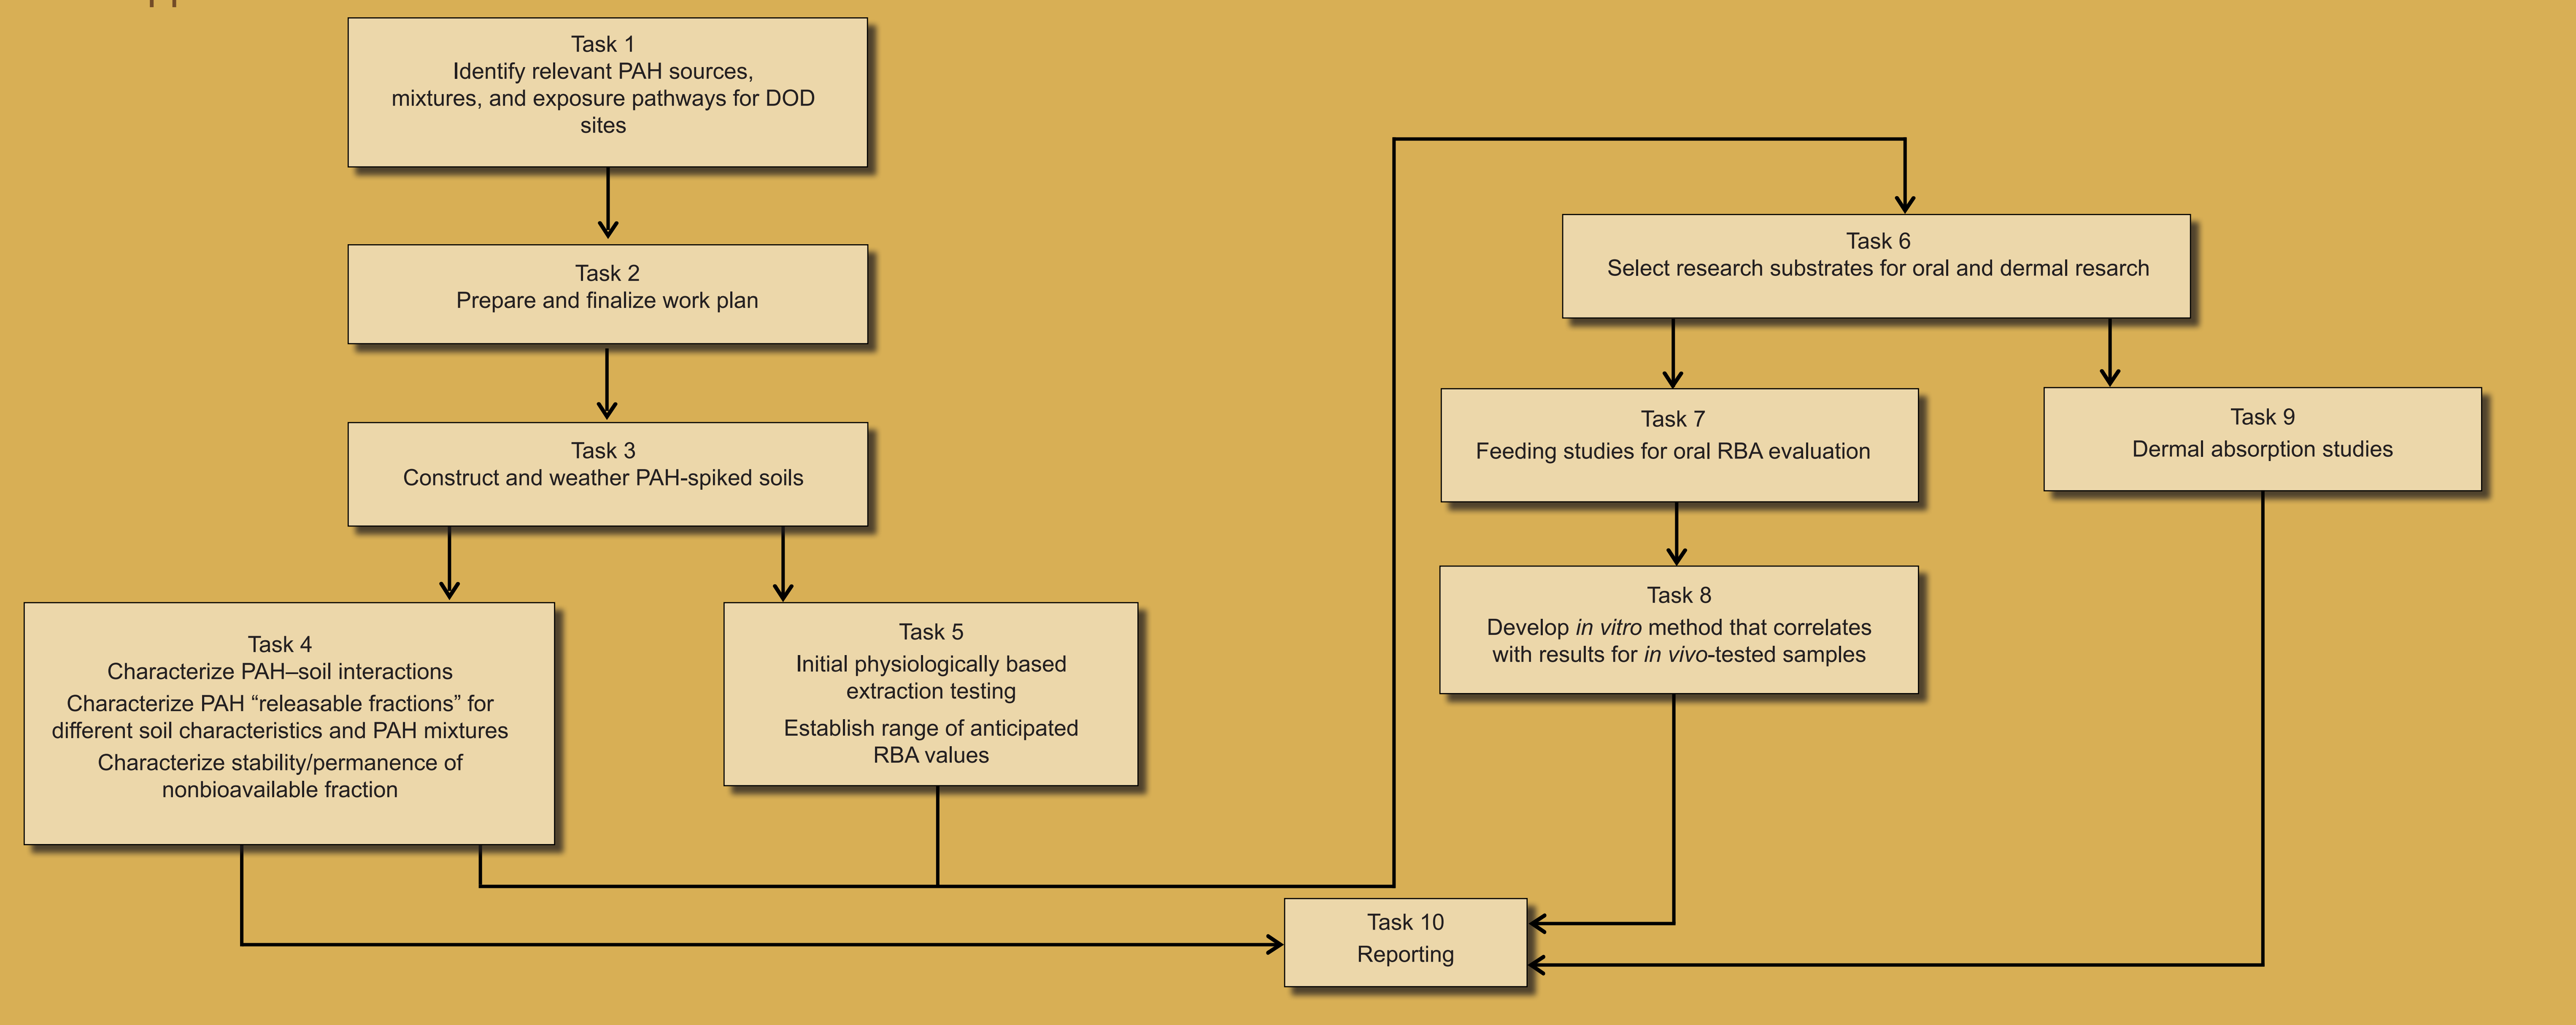 Task 1
Identify relevant PAH sources,
mixtures, and exposure pathways for DOD
sites
Task 2
Prepare and finalize work plan
Task 3
Construct and weather PAH-spiked soils
Task 4
Characterize PAH–soil interactions
Characterize PAH “releasable fractions” for
different soil characteristics and PAH mixtures
Characterize stability/permanence of
nonbioavailable fraction
Task 5
Initial physiologically based
extraction testing
Establish range of anticipated
RBA values
Task 6
Select research substrates for oral and dermal resarch
Task 7
Feeding studies for oral RBA evaluation
Task 8
Develop in vitro method that correlates
with results for in vivo-tested samples
Task 9
Dermal absorption studies
Task 10
Reporting